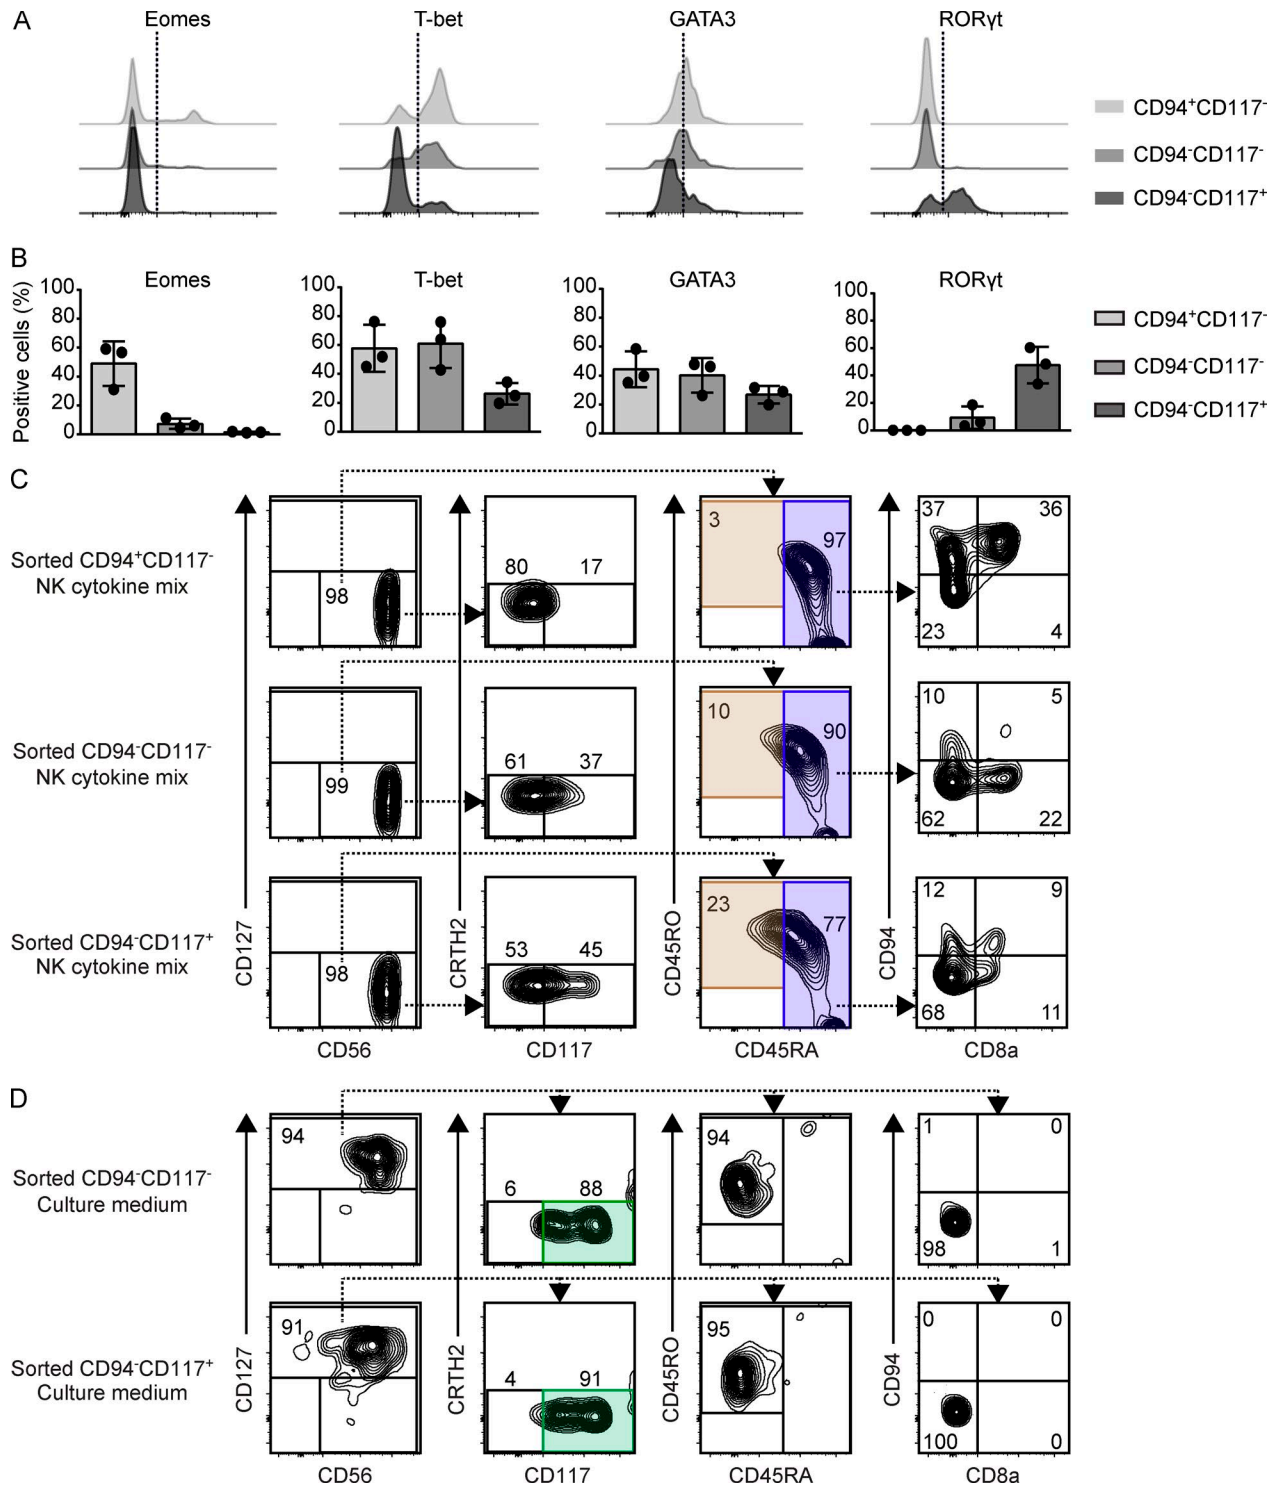 A
Eomes
T-bet
GATA3
RORγt
CD94⁺CD117⁻
CD94⁻CD117⁻
CD94⁻CD117⁺
B
Eomes
T-bet
GATA3
RORγt
Positive cells (%)
100
80
60
40
20
0
100
80
60
40
20
0
100
80
60
40
20
0
100
80
60
40
20
0
CD94⁺CD117⁻
CD94⁻CD117⁻
CD94⁻CD117⁺
C
Sorted CD94⁺CD117⁻
NK cytokine mix
98
80 17
3 97
37 36
23 4
Sorted CD94⁻CD117⁻
NK cytokine mix
99
61 37
10 90
10 5
62 22
Sorted CD94⁻CD117⁺
NK cytokine mix
98
53 45
23 77
12 9
68 11
CD127
CRTH2
CD45RO
CD94
CD56
CD117
CD45RA
CD8a
D
Sorted CD94⁻CD117⁻
Culture medium
94
6 88
94
1 0
98 1
Sorted CD94⁻CD117⁺
Culture medium
91
4 91
95
0 0
100 0
CD127
CRTH2
CD45RO
CD94
CD56
CD117
CD45RA
CD8a